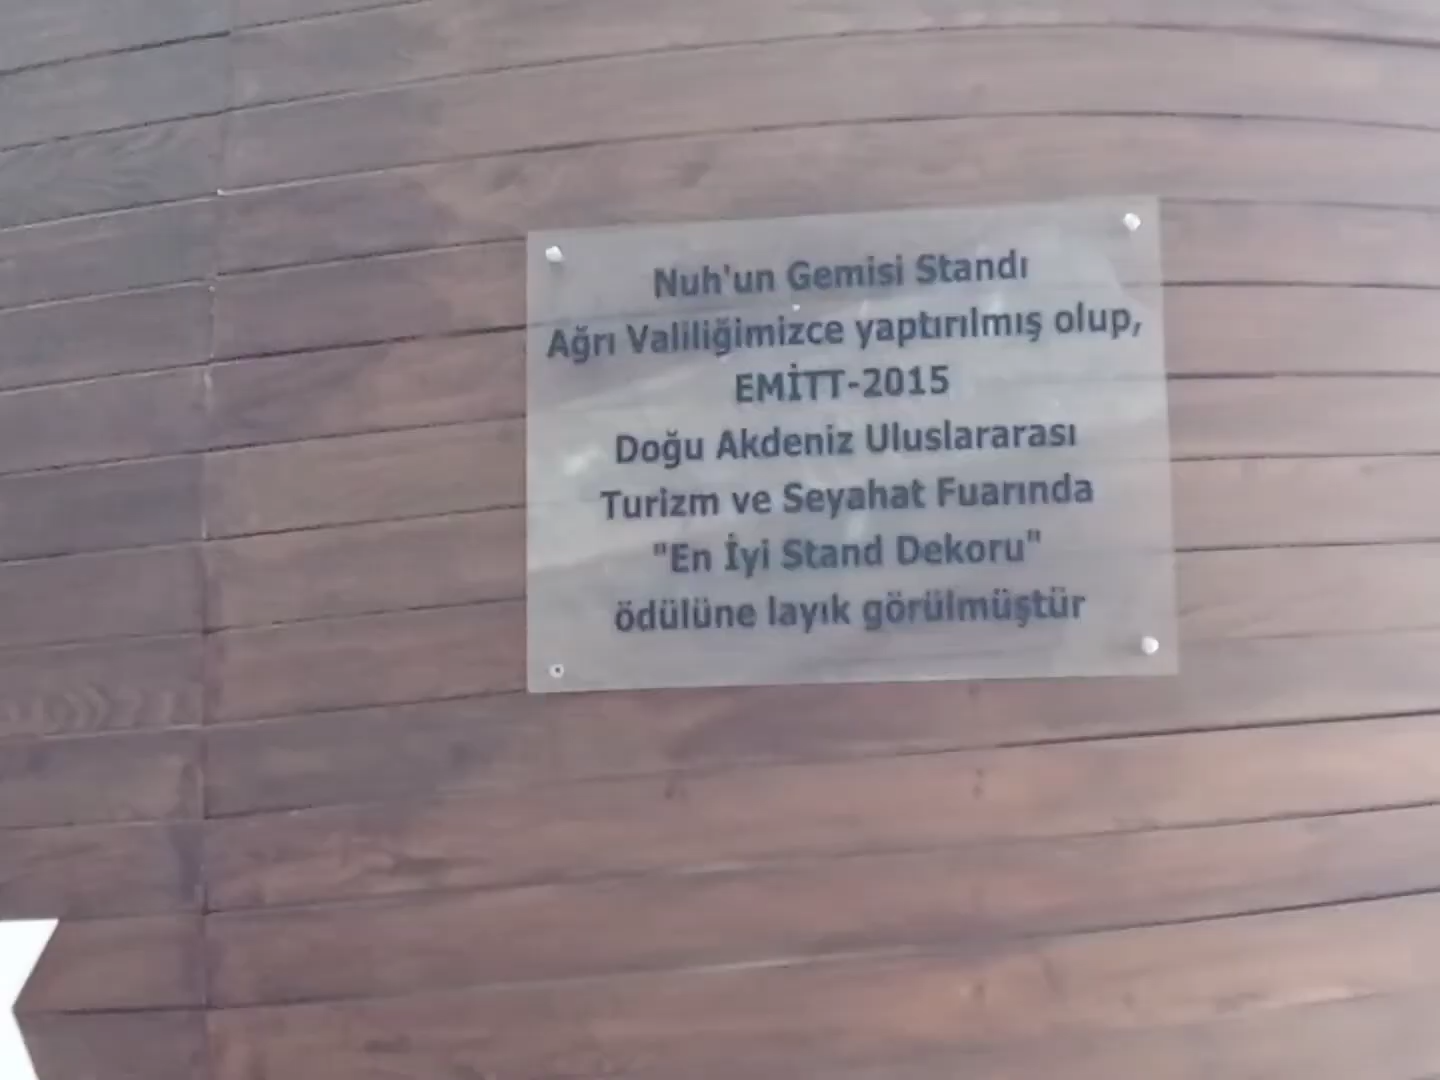 Nuh'un Gemisi Standı
Ağrı Valiliğimizce yaptırılmış olup,
EMİTT-2015
Doğu Akdeniz Uluslararası
Turizm ve Seyahat Fuarında
"En İyi Stand Dekoru"
ödülüne layık görülmüştür